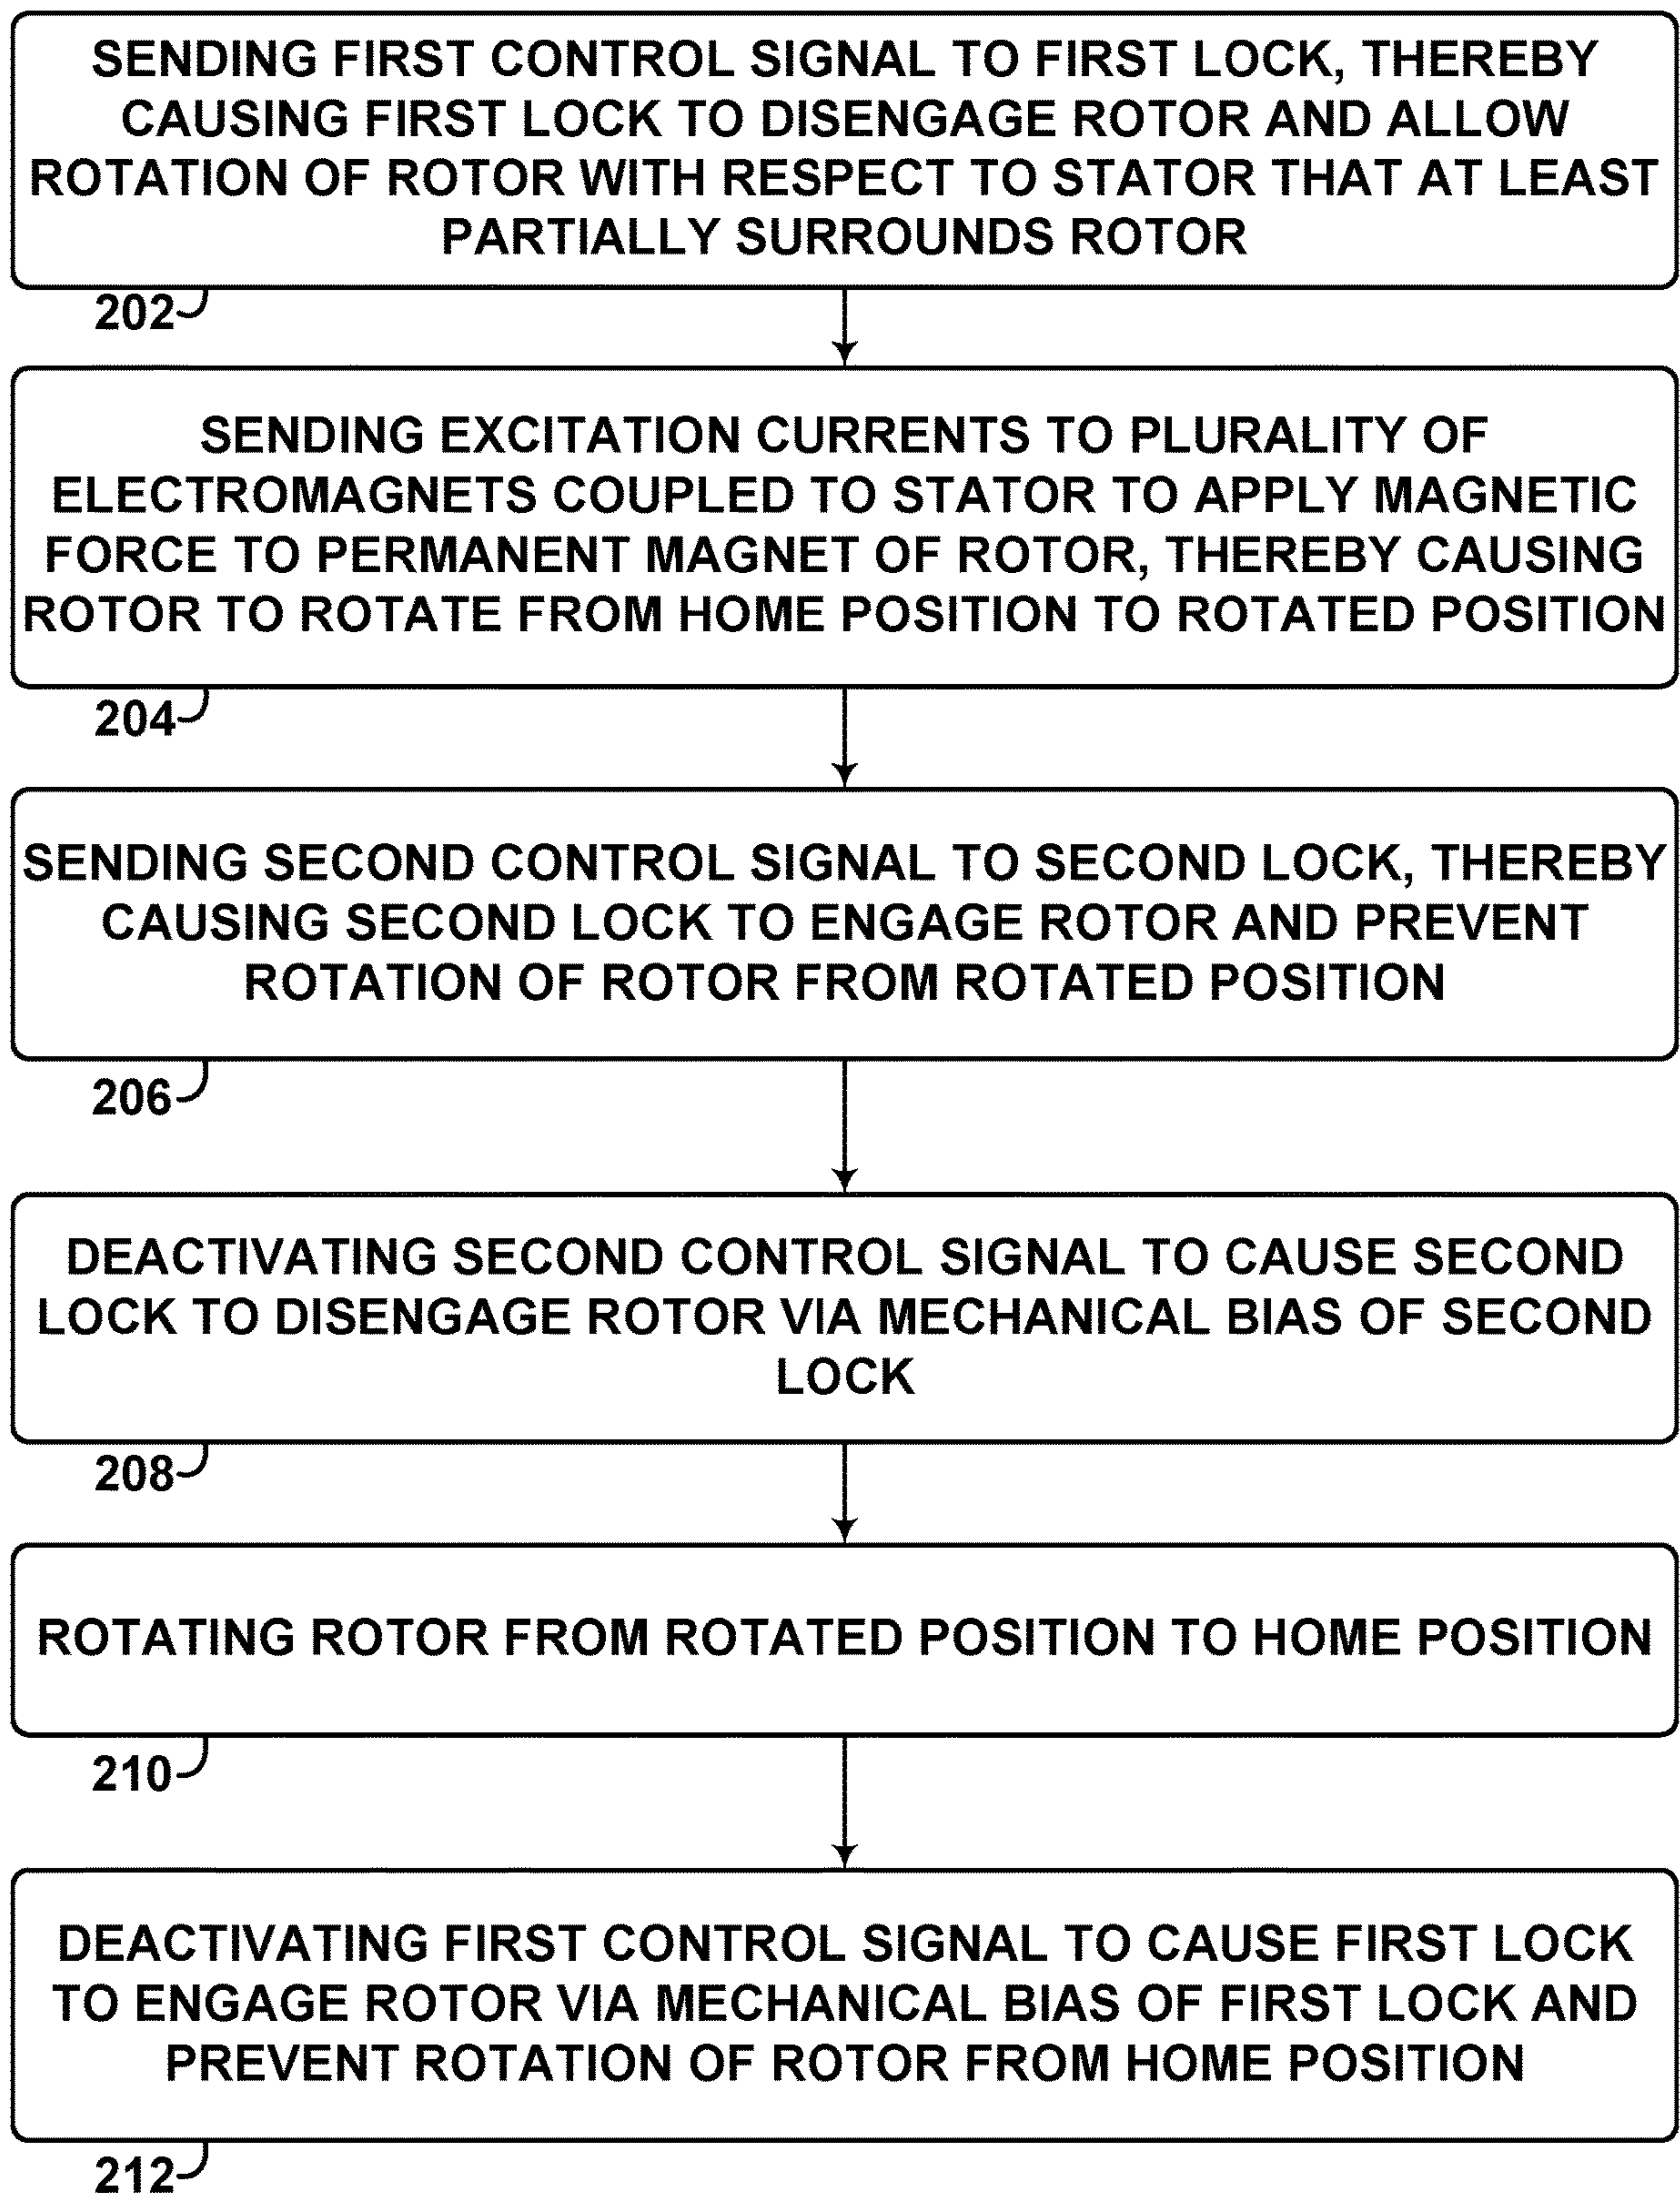 SENDING FIRST CONTROL SIGNAL TO FIRST LOCK, THEREBY
CAUSING FIRST LOCK TO DISENGAGE ROTOR AND ALLOW
ROTATION OF ROTOR WITH RESPECT TO STATOR THAT AT LEAST
PARTIALLY SURROUNDS ROTOR
202
SENDING EXCITATION CURRENTS TO PLURALITY OF
ELECTROMAGNETS COUPLED TO STATOR TO APPLY MAGNETIC
FORCE TO PERMANENT MAGNET OF ROTOR, THEREBY CAUSING
ROTOR TO ROTATE FROM HOME POSITION TO ROTATED POSITION
204
SENDING SECOND CONTROL SIGNAL TO SECOND LOCK, THEREBY
CAUSING SECOND LOCK TO ENGAGE ROTOR AND PREVENT
ROTATION OF ROTOR FROM ROTATED POSITION
206
DEACTIVATING SECOND CONTROL SIGNAL TO CAUSE SECOND
LOCK TO DISENGAGE ROTOR VIA MECHANICAL BIAS OF SECOND
LOCK
208
ROTATING ROTOR FROM ROTATED POSITION TO HOME POSITION
210
DEACTIVATING FIRST CONTROL SIGNAL TO CAUSE FIRST LOCK
TO ENGAGE ROTOR VIA MECHANICAL BIAS OF FIRST LOCK AND
PREVENT ROTATION OF ROTOR FROM HOME POSITION
212